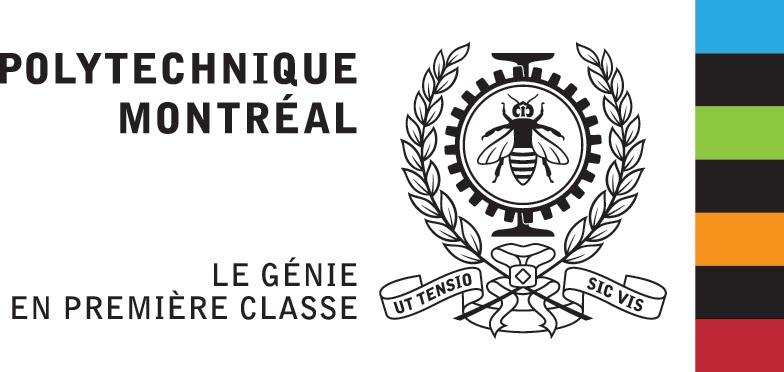 POLYTECHNIQUE
MONTRÉAL
LE GÉNIE
EN PREMIÈRE CLASSE
UT TENSIO
SIC VIS